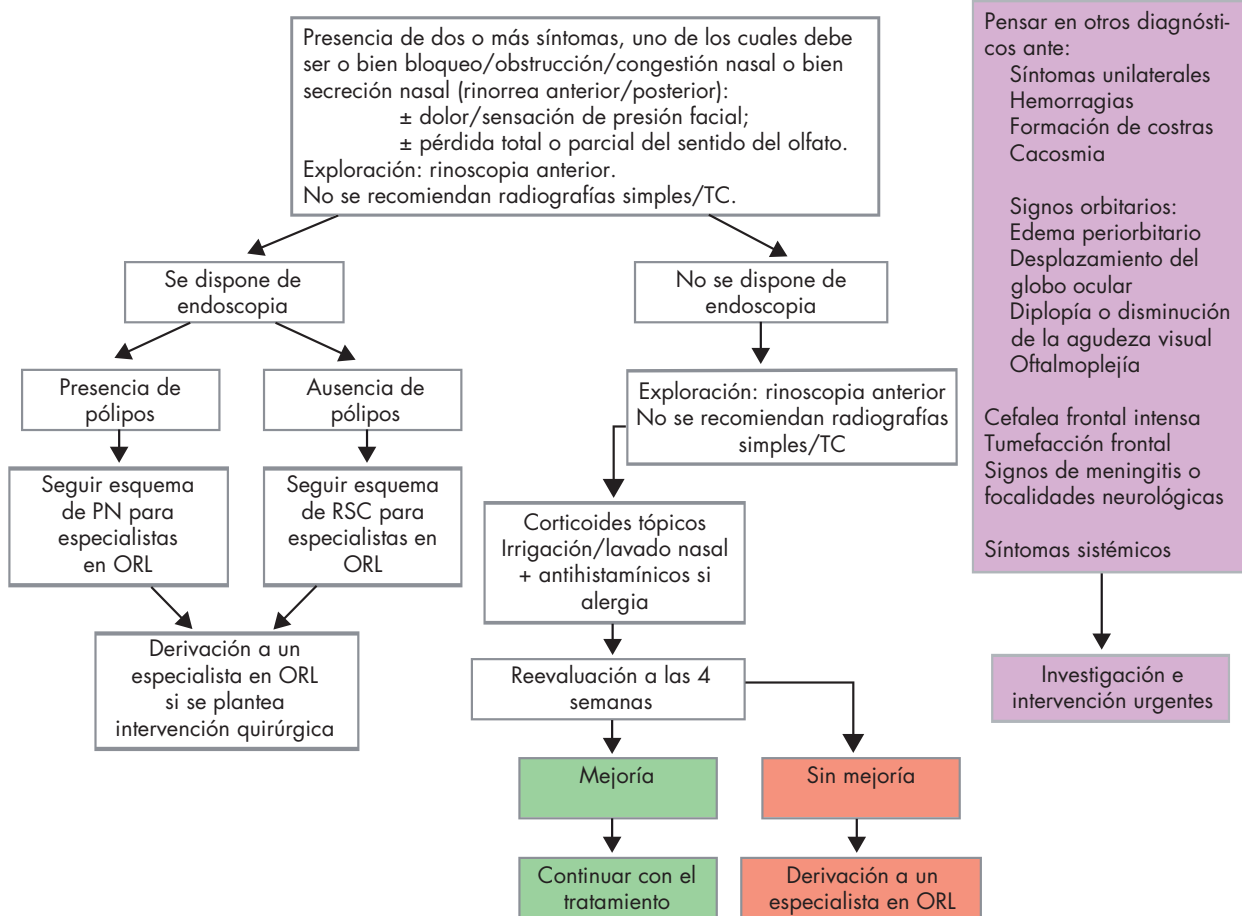 Presencia de dos o más síntomas, uno de los cuales debe
ser o bien bloqueo/obstrucción/congestión nasal o bien
secreción nasal (rinorrea anterior/posterior):
± dolor/sensación de presión facial;
± pérdida total o parcial del sentido del olfato.
Exploración: rinoscopia anterior.
No se recomiendan radiografías simples/TC.
Se dispone de
endoscopia
No se dispone de
endoscopia
Presencia de
pólipos
Ausencia de
pólipos
Exploración: rinoscopia anterior
No se recomiendan radiografías
simples/TC
Seguir esquema
de PN para
especialistas
en ORL
Seguir esquema
de RSC para
especialistas en
ORL
Corticoides tópicos
Irrigación/lavado nasal
+ antihistamínicos si
alergia
Derivación a un
especialista en ORL
si se plantea
intervención quirúrgica
Reevaluación a las 4
semanas
Mejoría
Sin mejoría
Continuar con el
tratamiento
Derivación a un
especialista en ORL
Pensar en otros diagnósti-
cos ante:
Síntomas unilaterales
Hemorragias
Formación de costras
Cacosmia
Signos orbitarios:
Edema periorbitario
Desplazamiento del
globo ocular
Diplopía o disminución
de la agudeza visual
Oftalmoplejía
Cefalea frontal intensa
Tumefacción frontal
Signos de meningitis o
focalidades neurológicas
Síntomas sistémicos
Investigación e
intervención urgentes